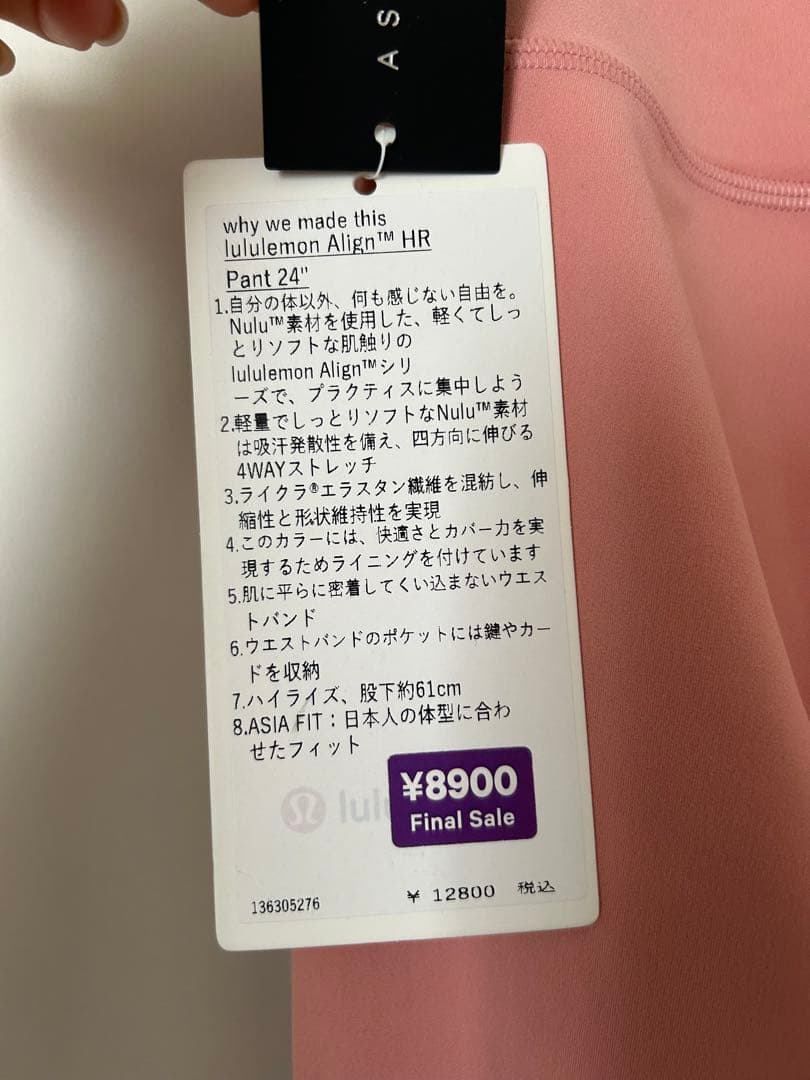 AS
why we made this
lululemon Align™ HR
Pant 24"
1.自分の体以外、何も感じない自由を。
Nulu™素材を使用した、軽くてしっ
とりソフトな肌触りの
lululemon Align™シリ
ーズで、プラクティスに集中しよう
2.軽量でしっとりソフトなNulu™素材
は吸汗発散性を備え、四方向に伸びる
4WAYストレッチ
3.ライクラ®エラスタン繊維を混紡し、伸
縮性と形状維持性を実現
4.このカラーには、快適さとカバー力を実
現するためライニングを付けています
5.肌に平らに密着してくい込まないウエス
トバンド
6.ウエストバンドのポケットには鍵やカー
ドを収納
7.ハイライズ、股下約61cm
8.ASIA FIT：日本人の体型に合わ
せたフィット
¥8900
Final Sale
lulu
136305276
¥ 12800 税込